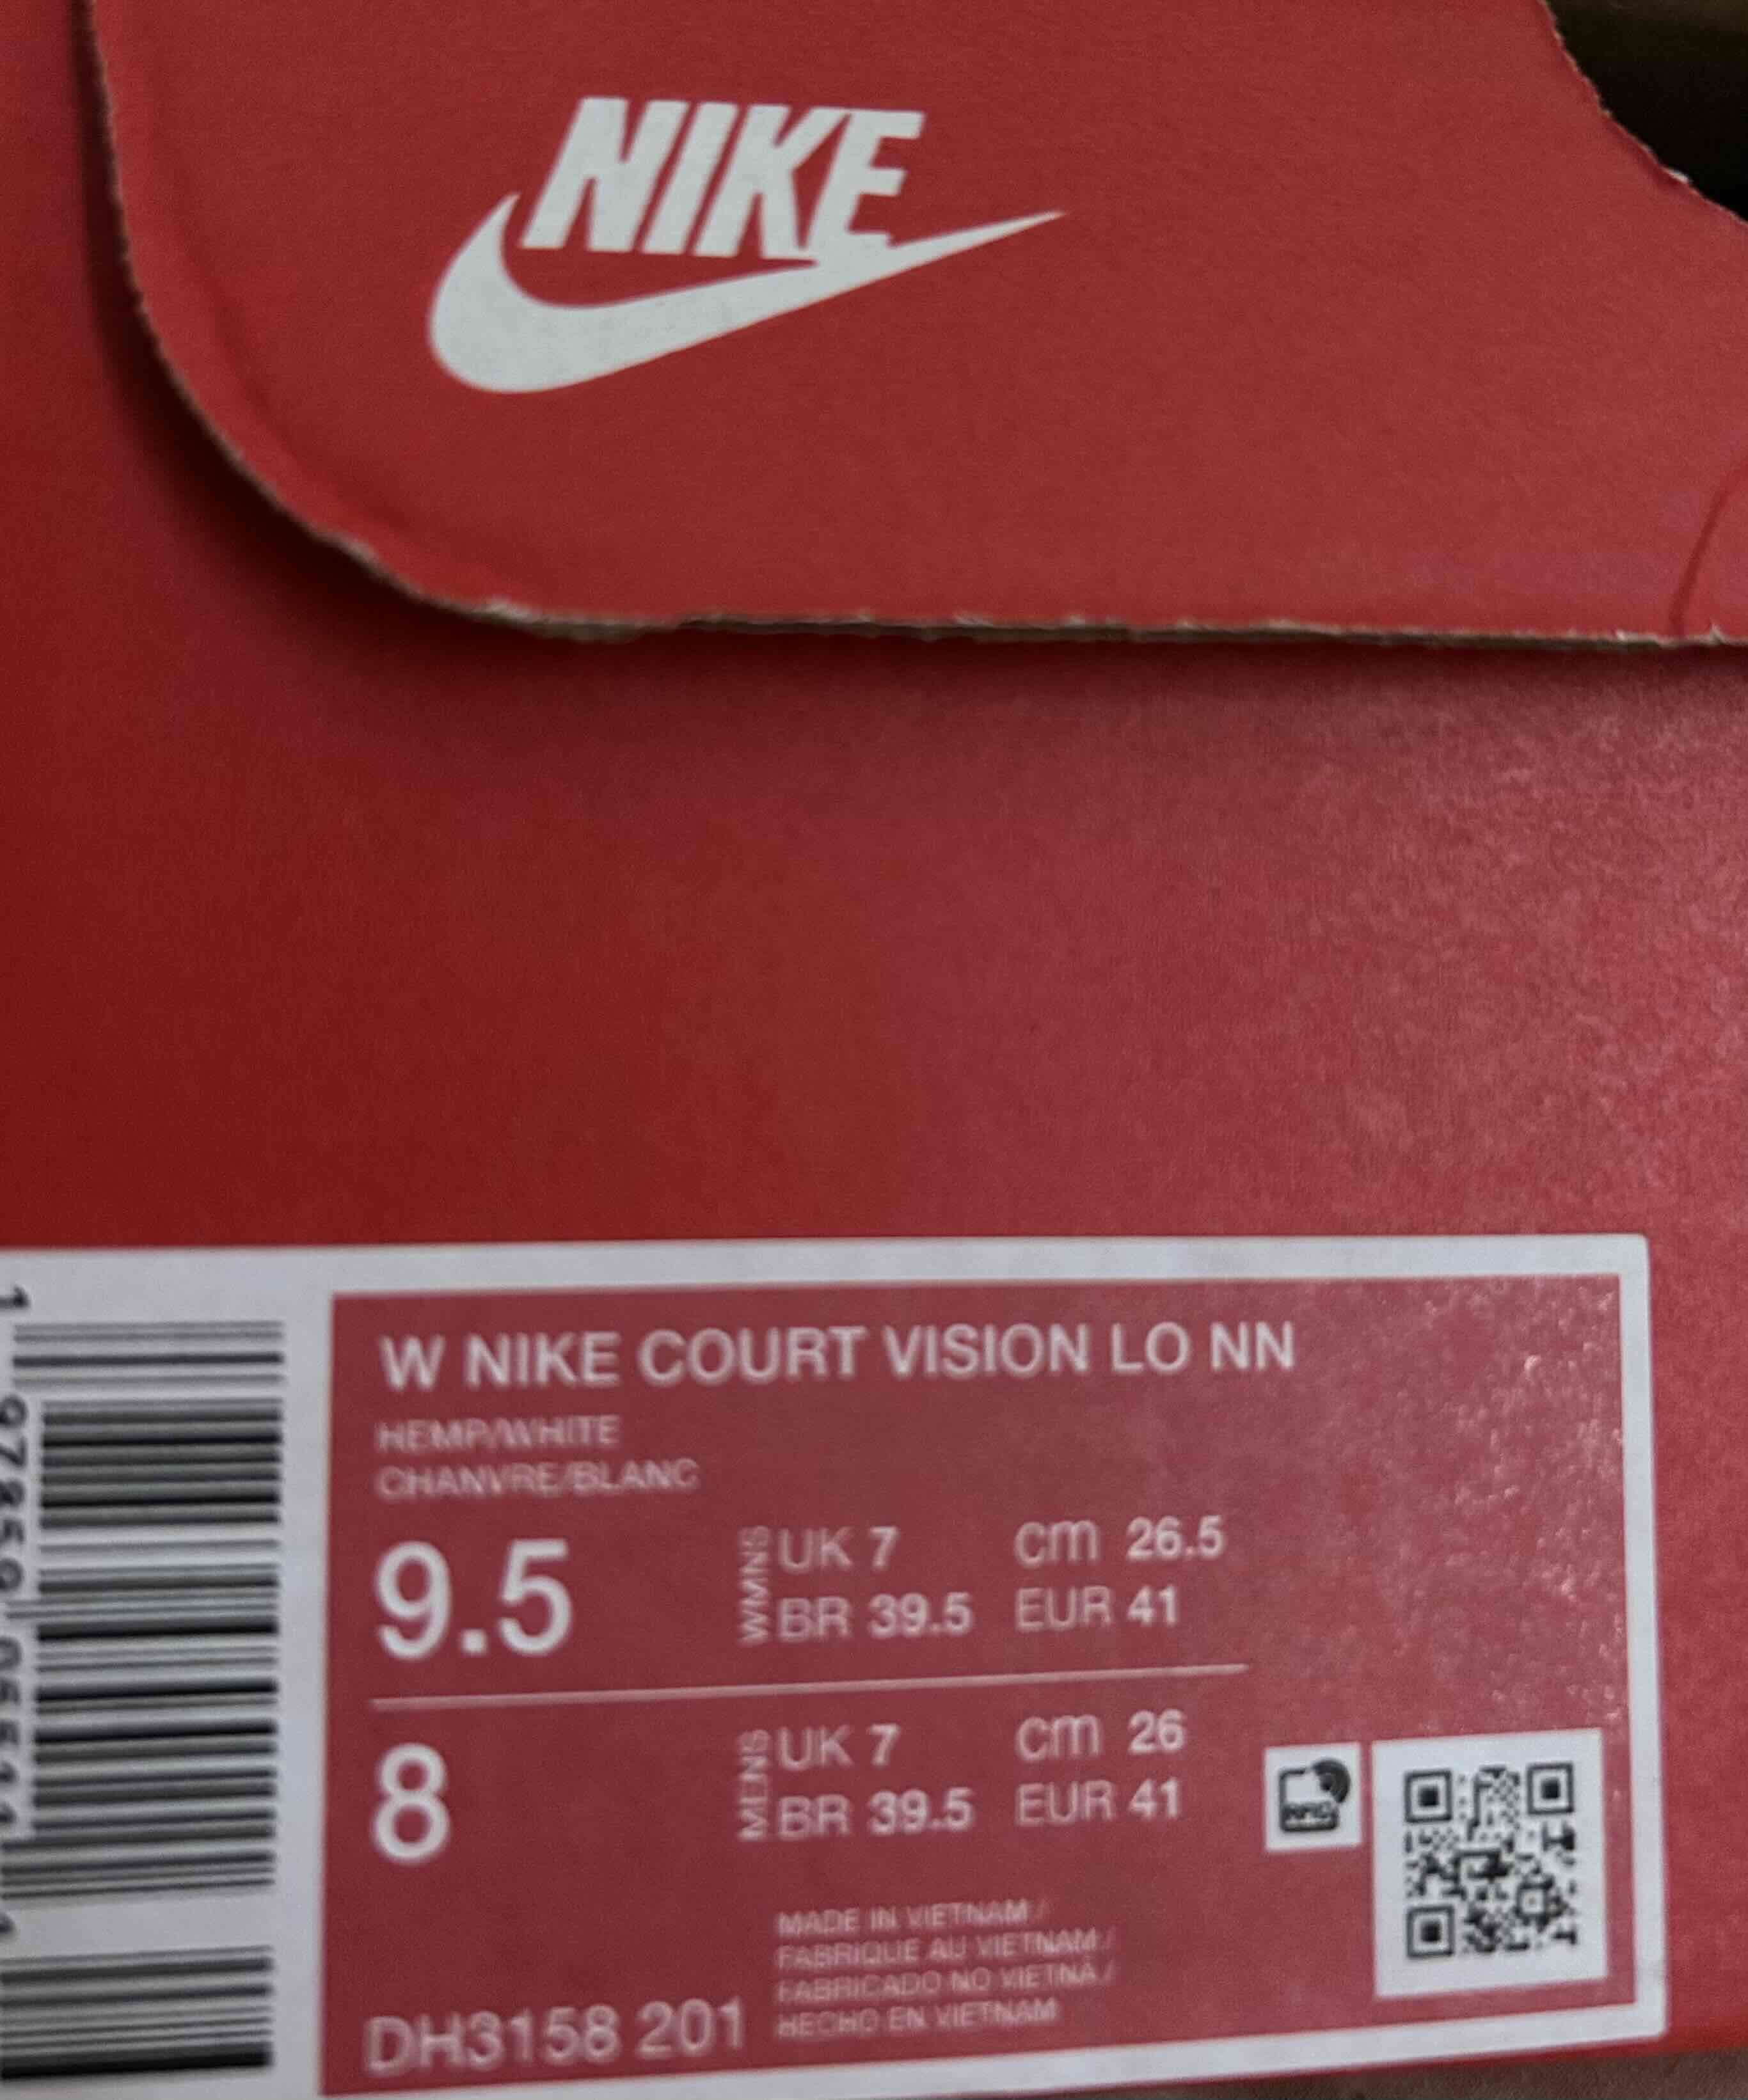 NIKE
W NIKE COURT VISION LO NN
HEMP/WHITE
CHANVRE/BLANC
9.5
WMNS
UK 7 cm 26.5
BR 39.5 EUR 41
8
MENS
UK 7 cm 26
BR 39.5 EUR 41
MADE IN VIETNAM /
FABRIQUE AU VIETNAM /
FABRICADO NO VIETNÃ /
HECHO EN VIETNAM
DH3158 201